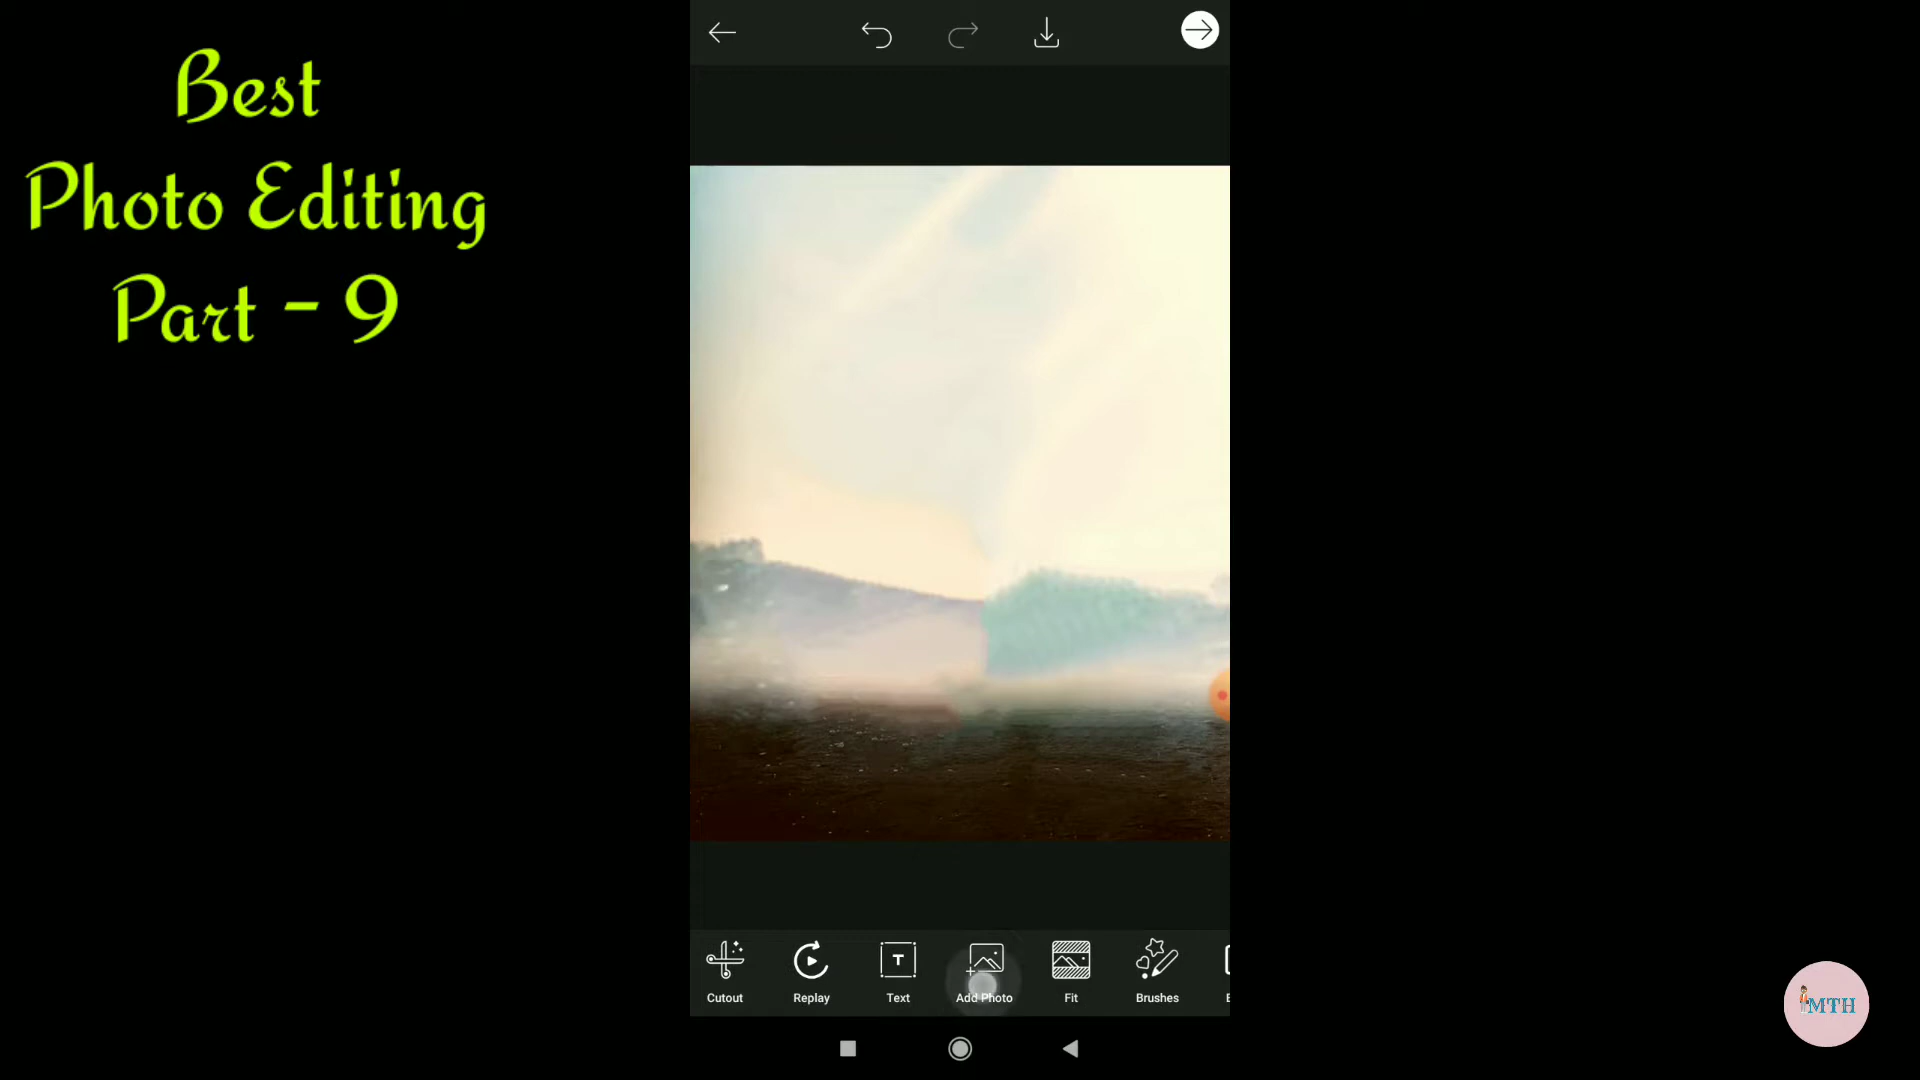 Best
Photo Editing
Part - 9
T
Cutout
Replay
Text
Add Photo
Fit
Brushes
MTH